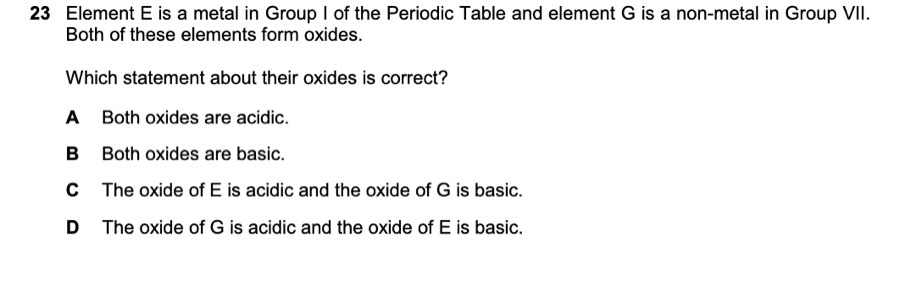 23 Element E is a metal in Group I of the Periodic Table and element G is a non-metal in Group VII.
Both of these elements form oxides.
Which statement about their oxides is correct?
A Both oxides are acidic.
B Both oxides are basic.
C The oxide of E is acidic and the oxide of G is basic.
D The oxide of G is acidic and the oxide of E is basic.